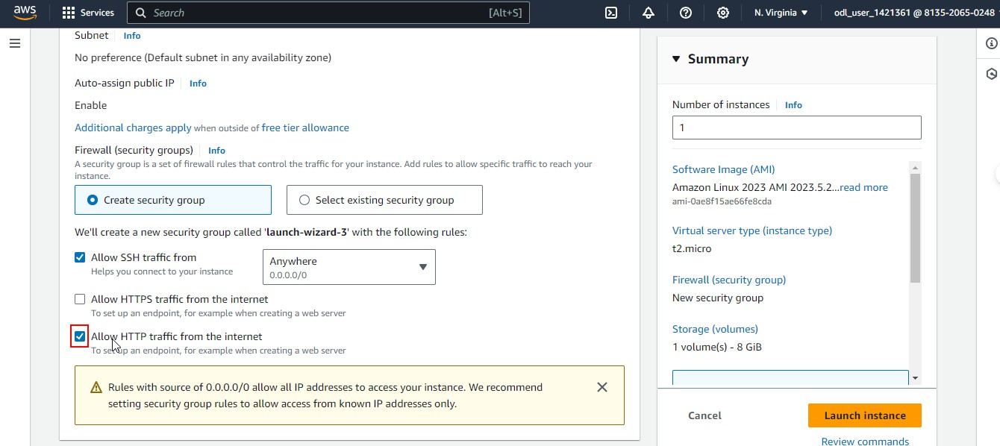 aws
Services
Search
[Alt+S]
N. Virginia
odl_user_1421361 @ 8135-2065-0248
Subnet
Info
No preference (Default subnet in any availability zone)
Auto-assign public IP
Info
Enable
Additional charges apply when outside of free tier allowance
Firewall (security groups)
Info
A security group is a set of firewall rules that control the traffic for your instance. Add rules to allow specific traffic to reach your
instance.
Create security group
Select existing security group
We'll create a new security group called 'launch-wizard-3' with the following rules:
Allow SSH traffic from
Helps you connect to your instance
Anywhere
0.0.0.0/0
Allow HTTPS traffic from the internet
To set up an endpoint, for example when creating a web server
Allow HTTP traffic from the internet
To set up an endpoint, for example when creating a web server
Rules with source of 0.0.0.0/0 allow all IP addresses to access your instance. We recommend
setting security group rules to allow access from known IP addresses only.
Summary
Number of instances
Info
1
Software Image (AMI)
Amazon Linux 2023 AMI 2023.5.2...read more
ami-0ae8f15ae66fe8cda
Virtual server type (instance type)
t2.micro
Firewall (security group)
New security group
Storage (volumes)
1 volume(s) - 8 GiB
Cancel
Launch instance
Review commands